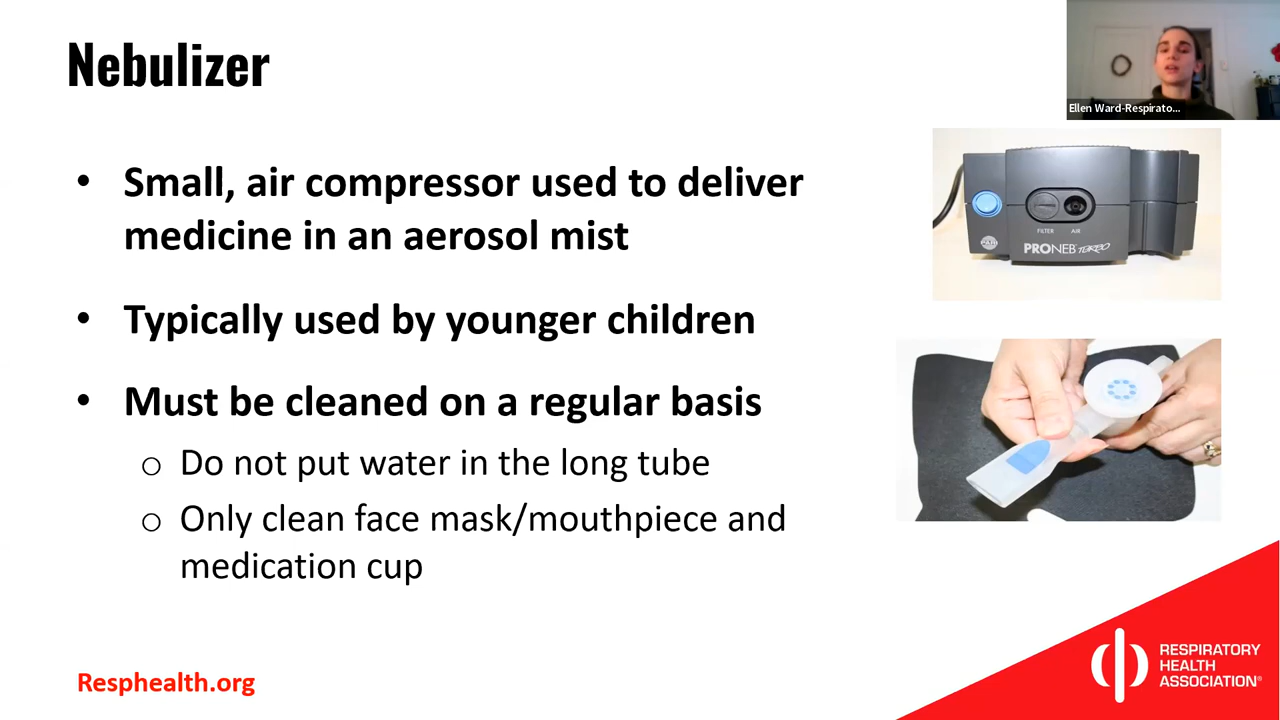 Nebulizer
Ellen Ward-Respirato...
• Small, air compressor used to deliver
medicine in an aerosol mist
FILTER AIR
PARI
PRONEB TURBO
• Typically used by younger children
• Must be cleaned on a regular basis
o Do not put water in the long tube
o Only clean face mask/mouthpiece and
medication cup
Resphealth.org
RESPIRATORY
HEALTH
ASSOCIATION®